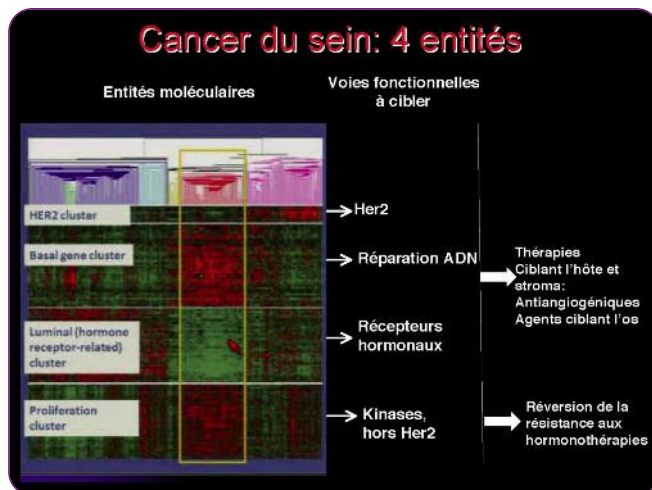 Cancer du sein: 4 entités
Entités moléculaires
Voies fonctionnelles
à cibler
HER2 cluster
Her2
Basal gene cluster
Réparation ADN
Thérapies
Ciblant l'hôte et
stroma:
Antiangiogéniques
Agents ciblant l'os
Luminal (hormone
receptor-related)
cluster
Récepteurs
hormonaux
Proliferation
cluster
Kinases,
hors Her2
Réversion de la
résistance aux
hormonothérapies